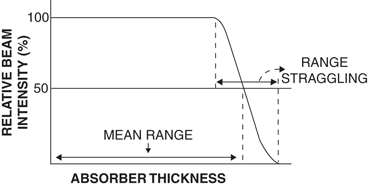 100
RELATIVE BEAM
INTENSITY (%)
50
RANGE
STRAGGLING
MEAN RANGE
ABSORBER THICKNESS